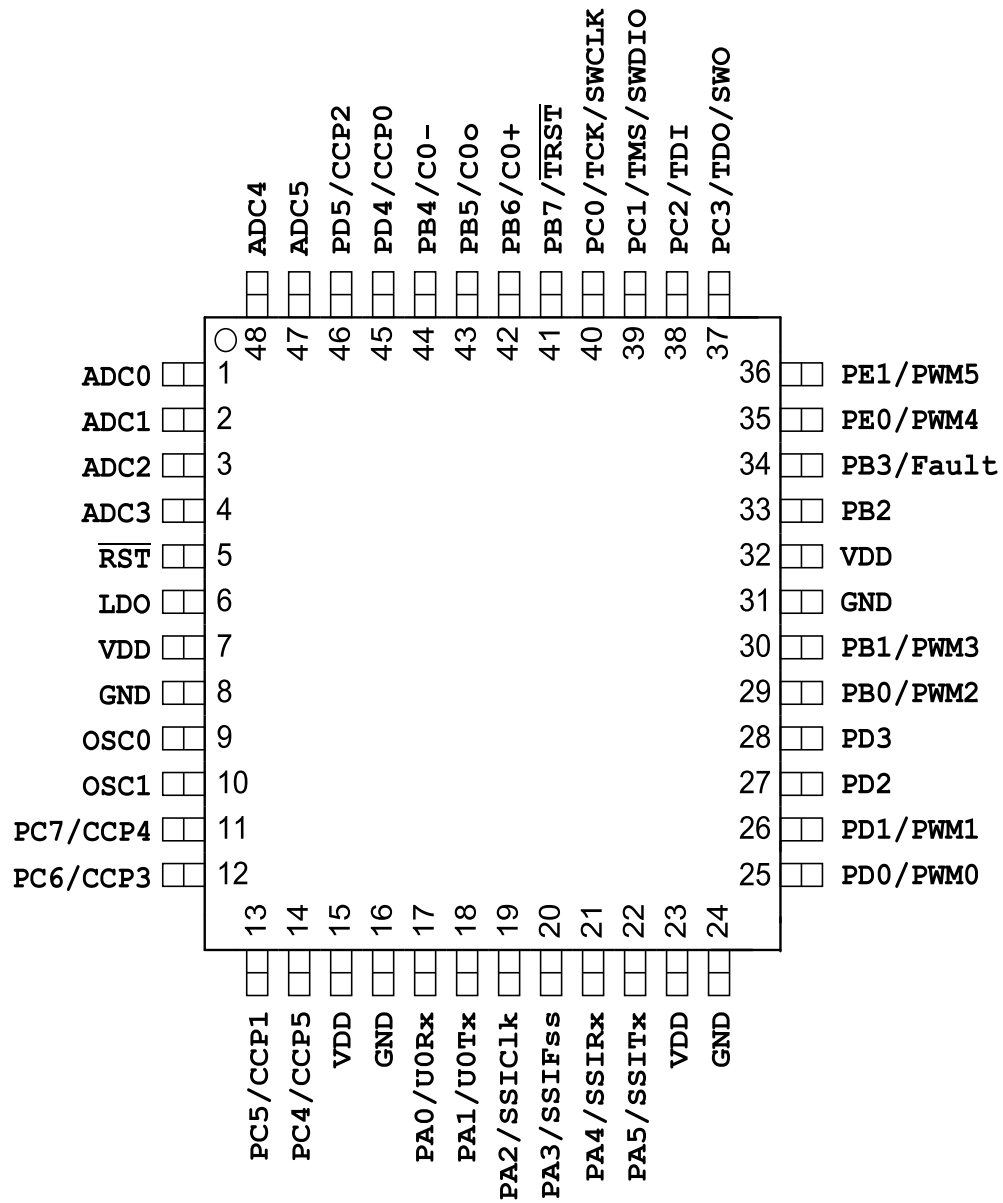 ADC4
ADC5
PD5/CCP2
PD4/CCP0
PB4/C0-
PB5/C0o
PB6/C0+
PB7/TRST
PC0/TCK/SWCLK
PC1/TMS/SWDIO
PC2/TDI
PC3/TDO/SWO
48
47
46
45
44
43
42
41
40
39
38
37
ADC0 1
ADC1 2
ADC2 3
ADC3 4
RST 5
LDO 6
VDD 7
GND 8
OSC0 9
OSC1 10
PC7/CCP4 11
PC6/CCP3 12
36 PE1/PWM5
35 PE0/PWM4
34 PB3/Fault
33 PB2
32 VDD
31 GND
30 PB1/PWM3
29 PB0/PWM2
28 PD3
27 PD2
26 PD1/PWM1
25 PD0/PWM0
13
14
15
16
17
18
19
20
21
22
23
24
PC5/CCP1
PC4/CCP5
VDD
GND
PA0/U0Rx
PA1/U0Tx
PA2/SSIClk
PA3/SSIFss
PA4/SSIRx
PA5/SSITx
VDD
GND